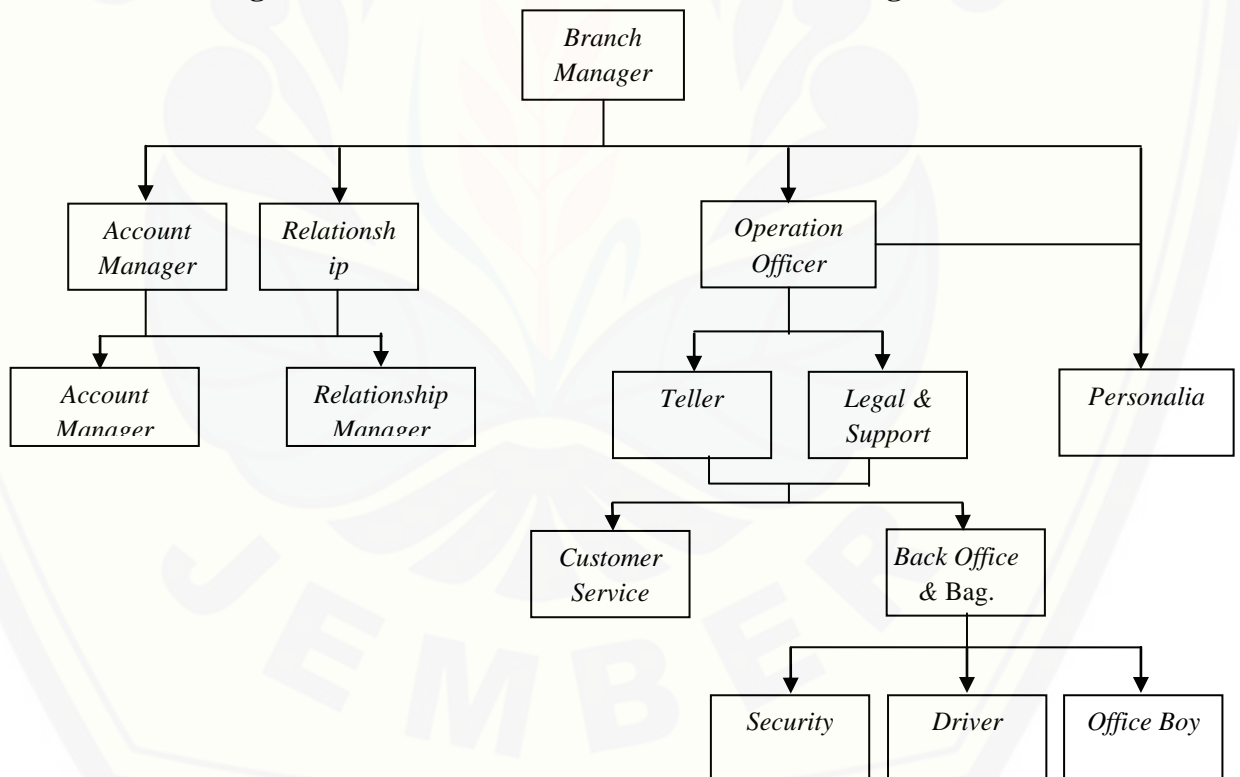 Branch
Manager
Account
Manager
Relationsh
ip
Operation
Officer
Account
Manager
Relationship
Manager
Teller
Legal &
Support
Personalia
Customer
Service
Back Office
& Bag.
Security
Driver
Office Boy
JEMBER